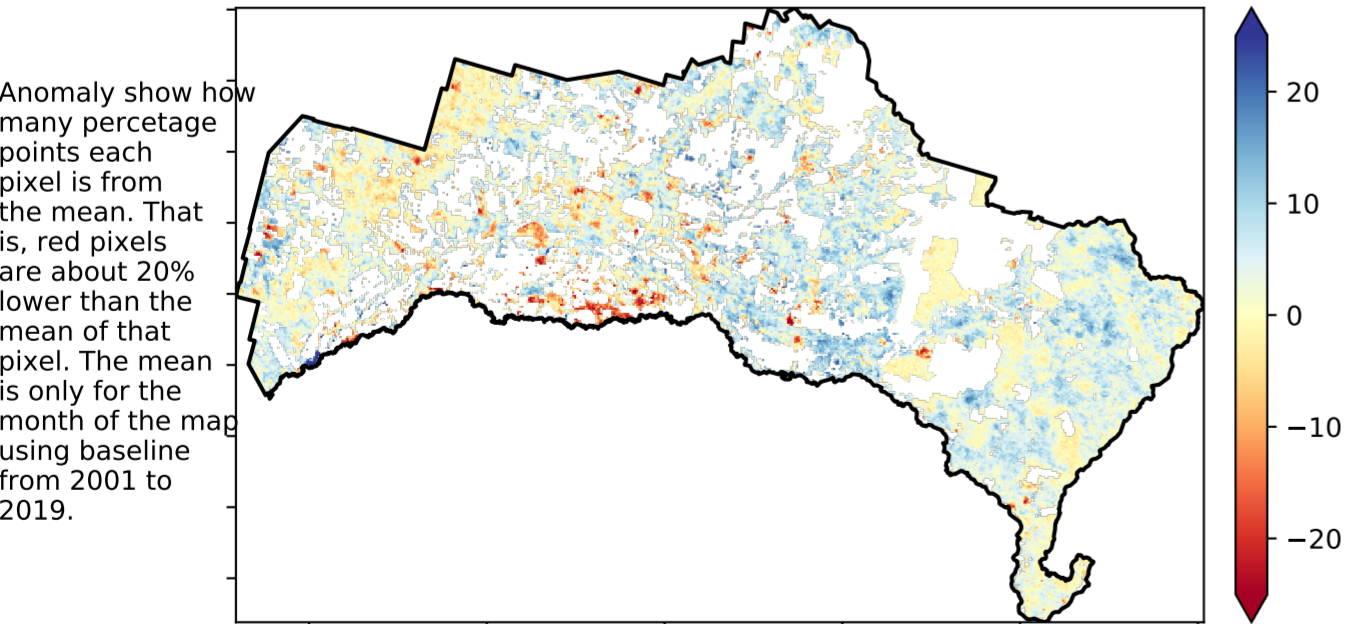 Anomaly show how
many percetage
points each
pixel is from
the mean. That
is, red pixels
are about 20%
lower than the
mean of that
pixel. The mean
is only for the
month of the map
using baseline
from 2001 to
2019.
20
10
0
−10
−20